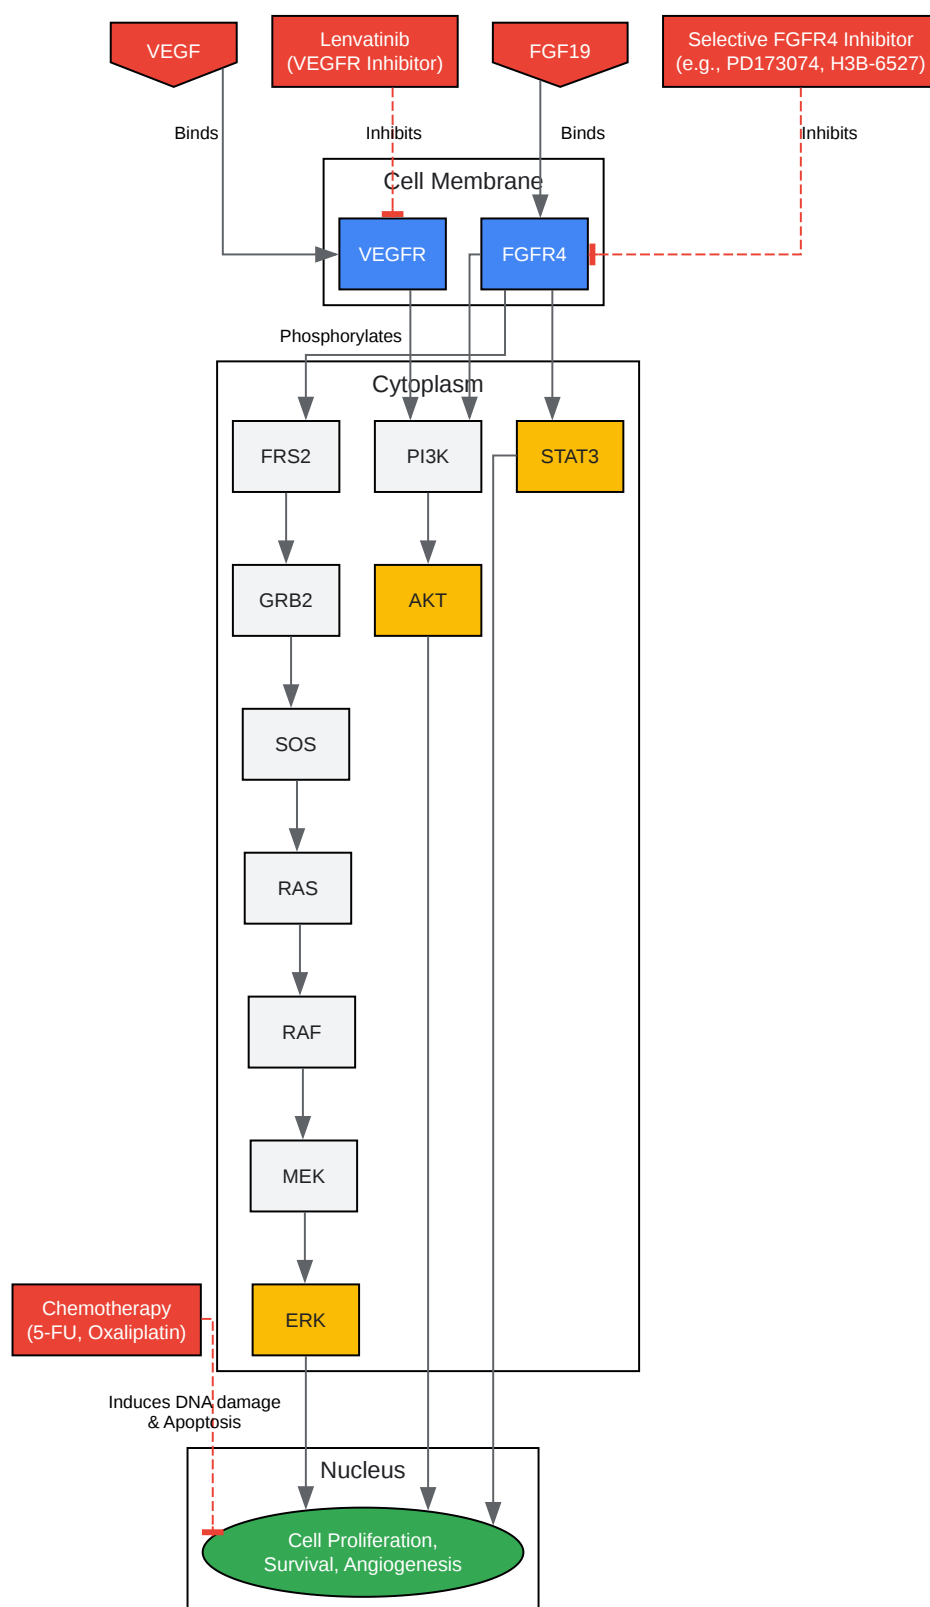 VEGF
Lenvatinib
(VEGFR Inhibitor)
FGF19
Selective FGFR4 Inhibitor
(e.g., PD173074, H3B-6527)
Binds
Inhibits
Binds
Inhibits
Cell Membrane
VEGFR
FGFR4
Phosphorylates
Cytoplasm
FRS2
PI3K
STAT3
GRB2
AKT
SOS
RAS
RAF
MEK
Chemotherapy
(5-FU, Oxaliplatin)
ERK
Induces DNA damage
& Apoptosis
Nucleus
Cell Proliferation,
Survival, Angiogenesis